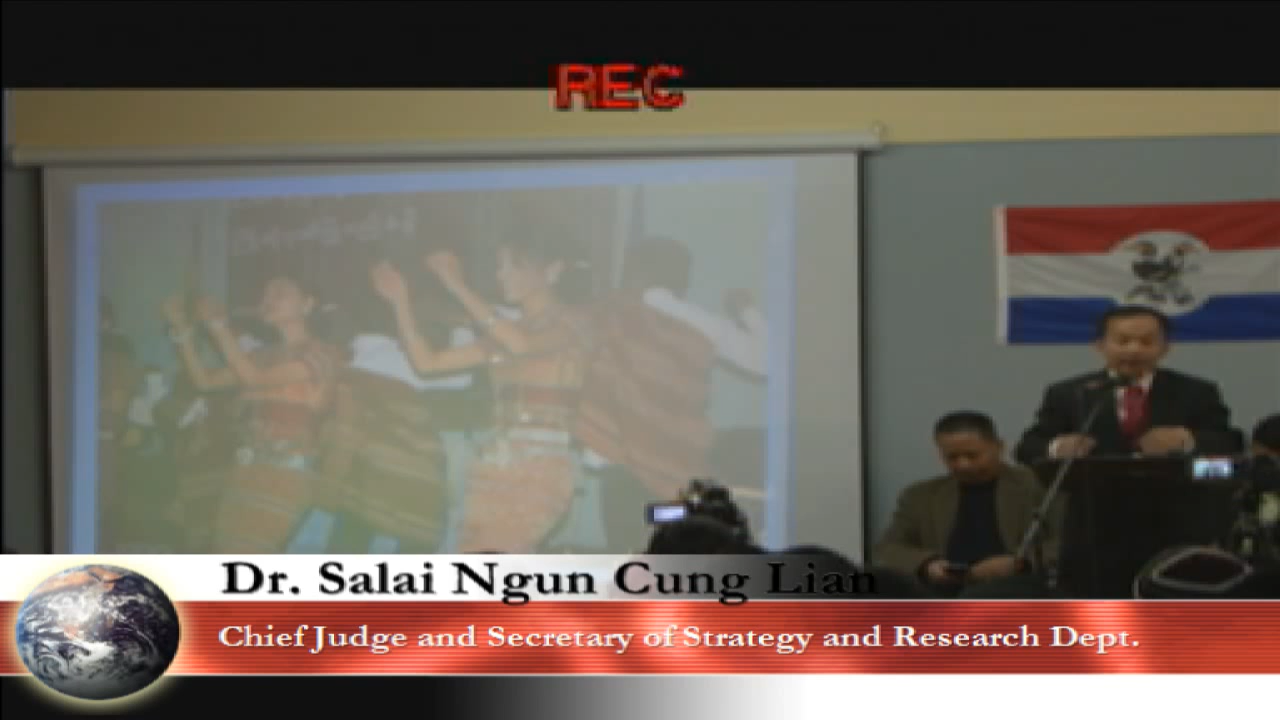 REC
Dr. Salai Ngun Cung Lian
Chief Judge and Secretary of Strategy and Research Dept.